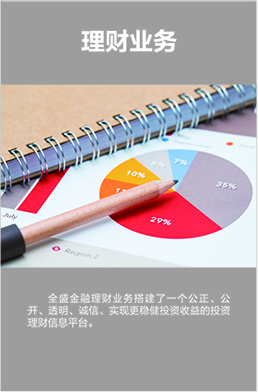 理财业务
8%
7%
10%
35%
29%
July
Region 2
全盛金融理财业务搭建了一个公正、公
开、透明、诚信、实现更稳健投资收益的投资
理财信息平台。